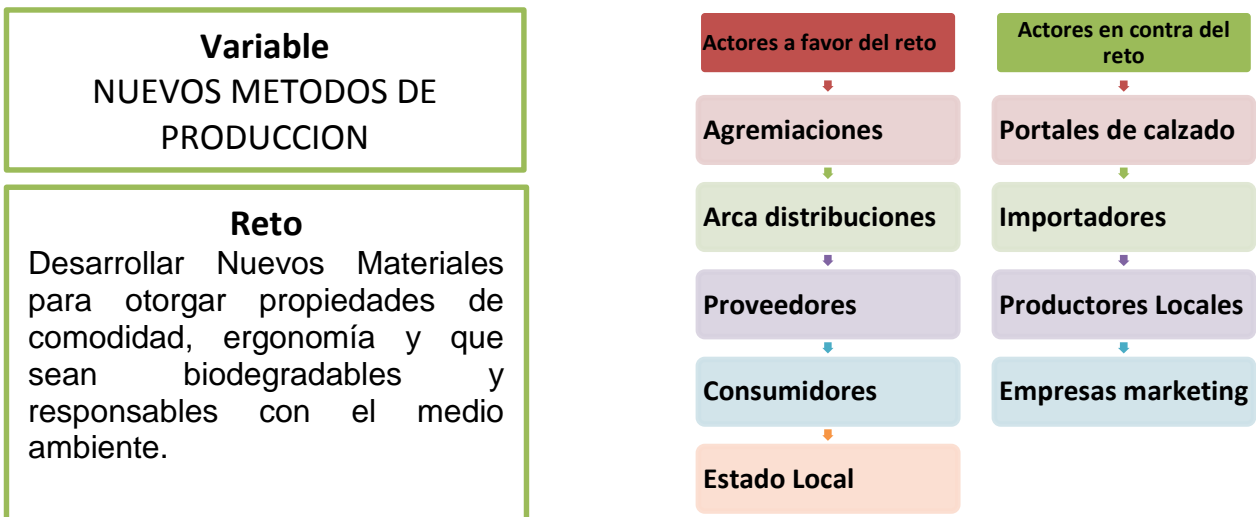 Variable
NUEVOS METODOS DE
PRODUCCION
Reto
Desarrollar Nuevos Materiales
para otorgar propiedades de
comodidad, ergonomía y que
sean biodegradables y
responsables con el medio
ambiente.
Actores a favor del reto
Agremiaciones
Arca distribuciones
Proveedores
Consumidores
Estado Local
Actores en contra del
reto
Portales de calzado
Importadores
Productores Locales
Empresas marketing